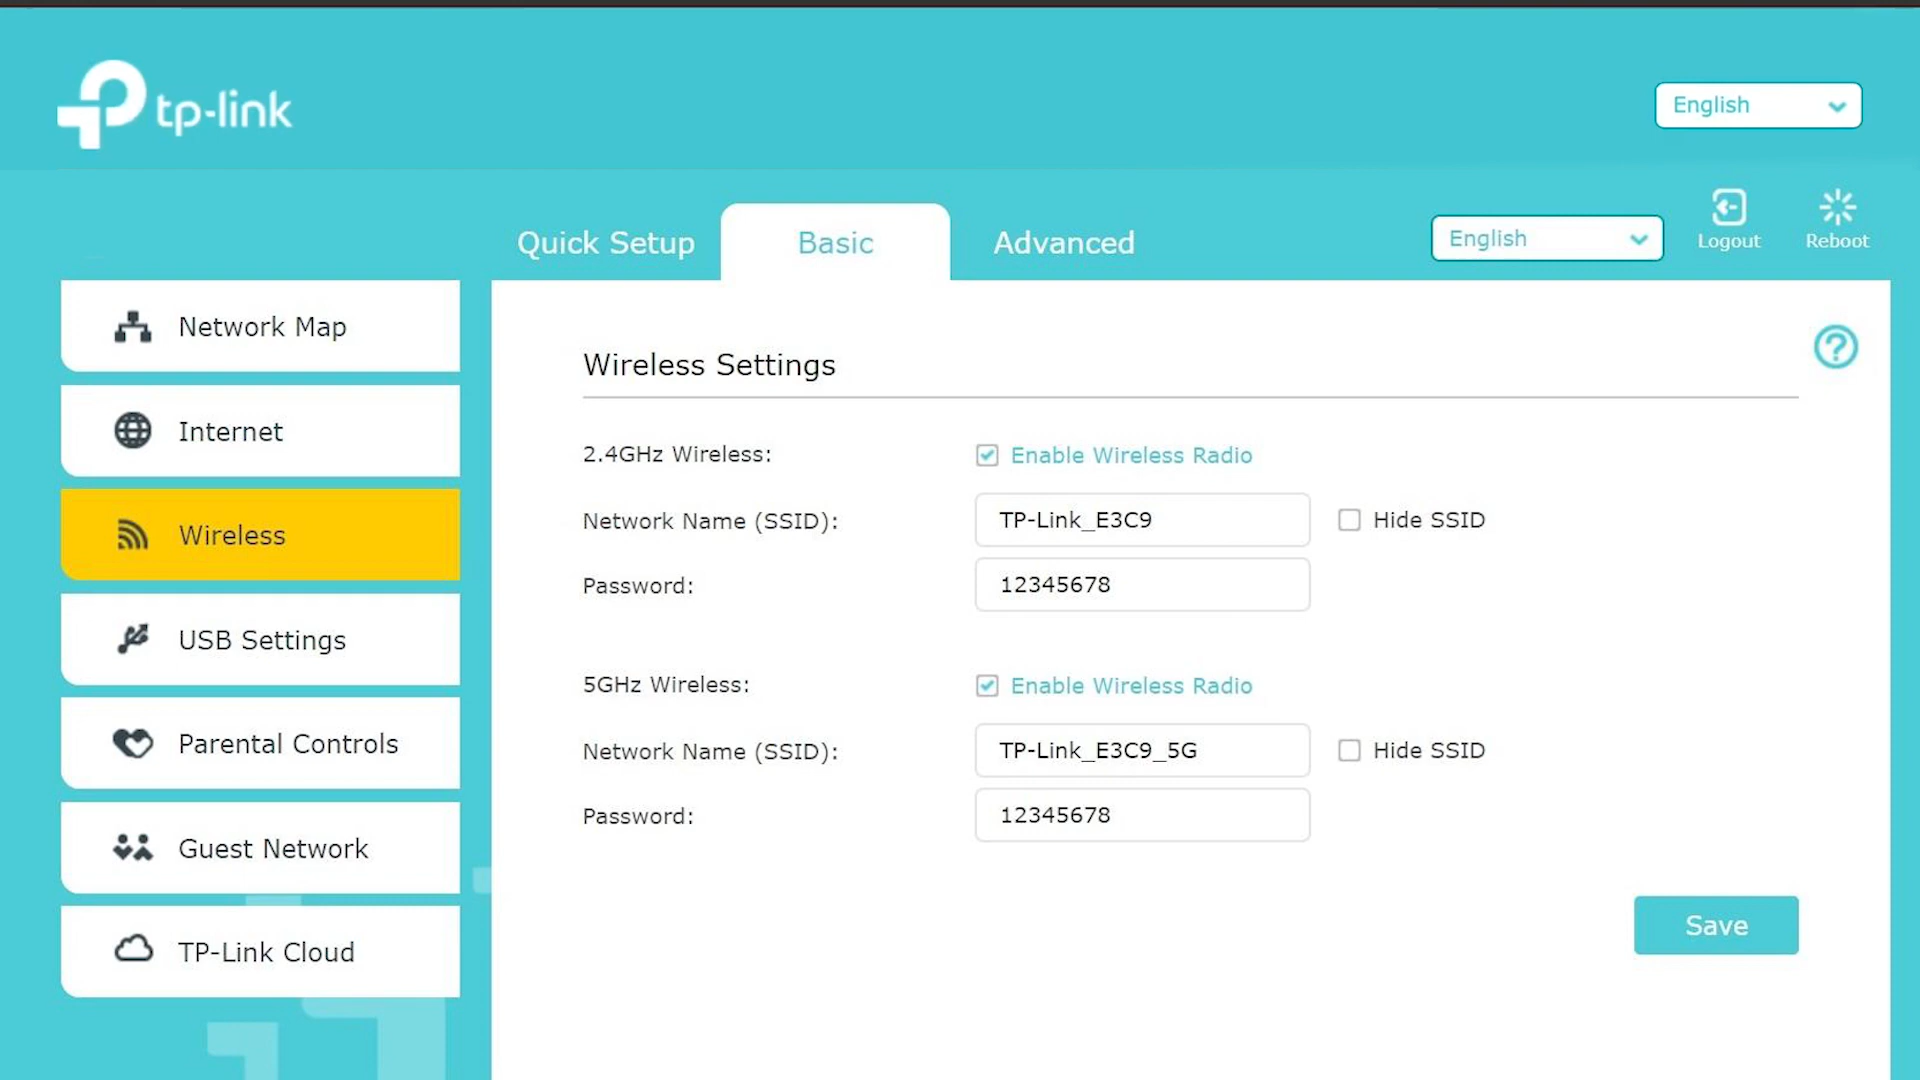 tp-link
English
Quick Setup
Basic
Advanced
English
Logout
Reboot
Network Map
Internet
Wireless
USB Settings
Parental Controls
Guest Network
TP-Link Cloud
Wireless Settings
2.4GHz Wireless: Enable Wireless Radio
Network Name (SSID): TP-Link_E3C9 Hide SSID
Password: 12345678
5GHz Wireless: Enable Wireless Radio
Network Name (SSID): TP-Link_E3C9_5G Hide SSID
Password: 12345678
Save